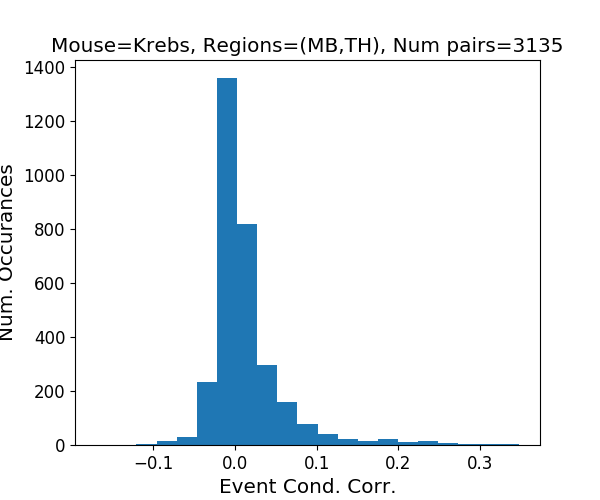 Mouse=Krebs, Regions=(MB,TH), Num pairs=3135
Num. Occurances
1400
1200
1000
800
600
400
200
0
−0.1 0.0 0.1 0.2 0.3
Event Cond. Corr.